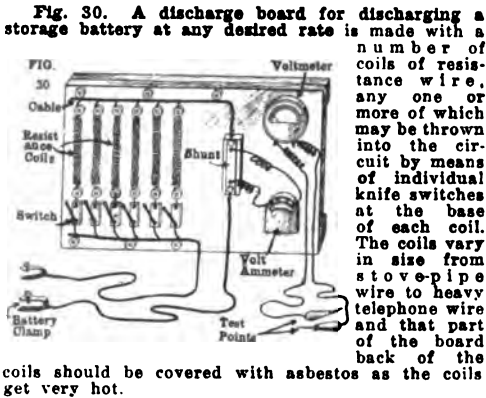 Fig. 30. A discharge board for discharging a
storage battery at any desired rate is made with a
number of
coils of resis-
tance wire,
any one or
more of which
may be thrown
into the cir-
cuit by means
of individual
knife switches
at the base
of each coil.
The coils vary
in size from
stove-pipe
wire to heavy
telephone wire
and that part
of the board
back of the
coils should be covered with asbestos as the coils
get very hot.
FIG.
30
Voltmeter
Cable
Resist
ance
Coils
Shunt
Switch
Volt
Ammeter
Battery
Clamp
Test
Points